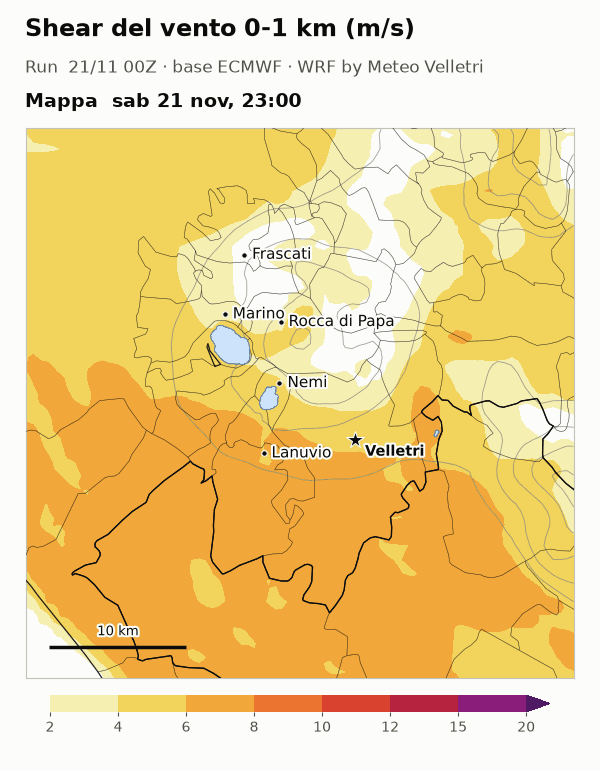 Shear del vento 0-1 km (m/s)
Run  21/11 00Z · base ECMWF · WRF by Meteo Velletri
Mappa  sab 21 nov, 23:00
Frascati
Marino
Rocca di Papa
Nemi
Velletri
Lanuvio
10 km
2 4 6 8 10 12 15 20